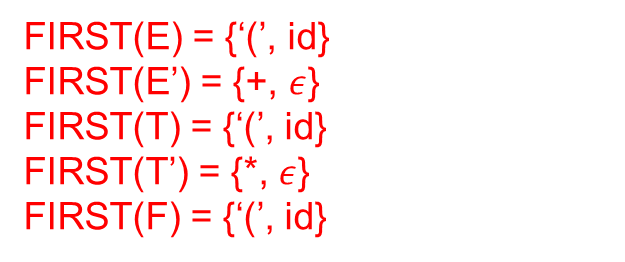 FIRST(E) = {‘(’, id}
FIRST(E’) = {+, ϵ}
FIRST(T) = {‘(’, id}
FIRST(T’) = {*, ϵ}
FIRST(F) = {‘(’, id}